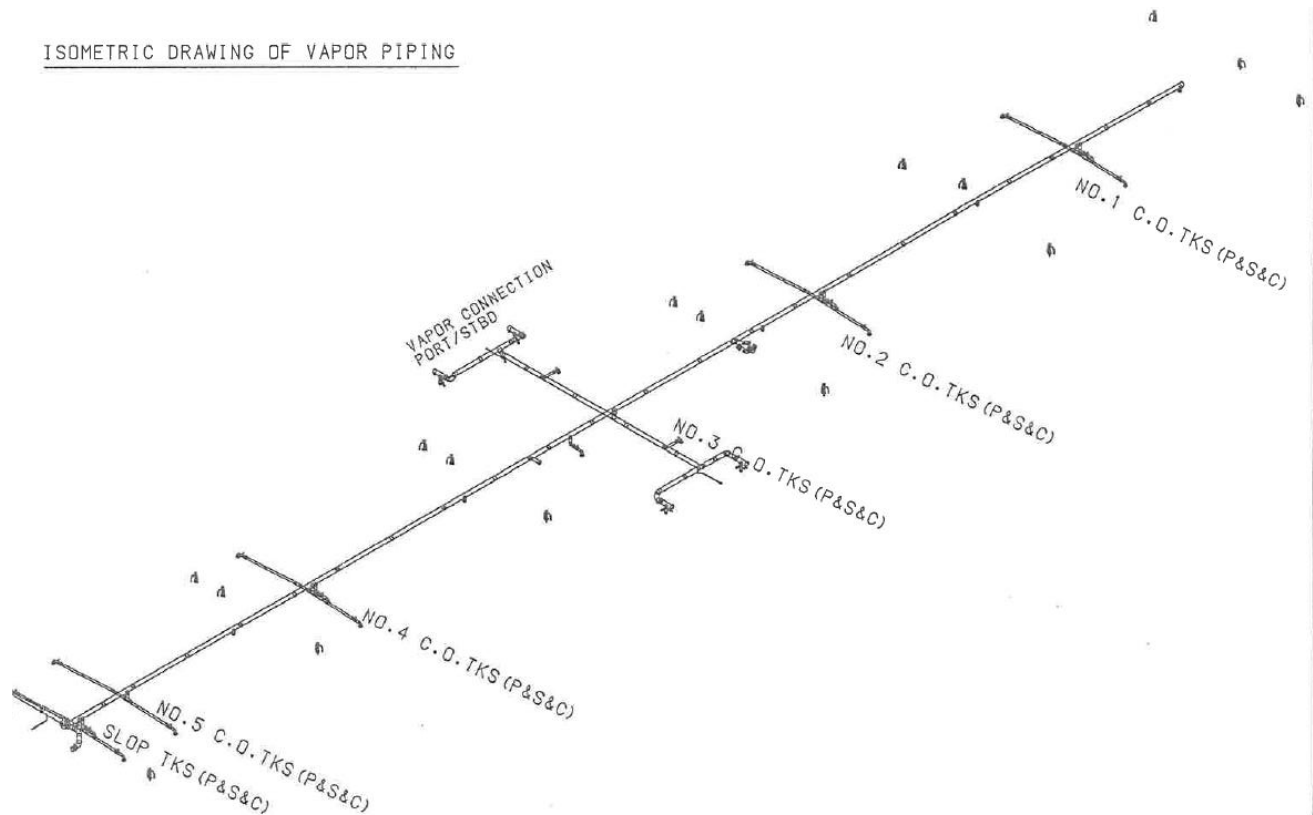 ISOMETRIC DRAWING OF VAPOR PIPING
NO.1 C.O.TKS(P&S&C)
VAPOR CONNECTION
PORT/STBD
NO.2 C.O.TKS(P&S&C)
NO.3 C.O.TKS(P&S&C)
NO.4 C.O.TKS(P&S&C)
NO.5 C.O.TKS(P&S&C)
SLOP TKS(P&S&C)